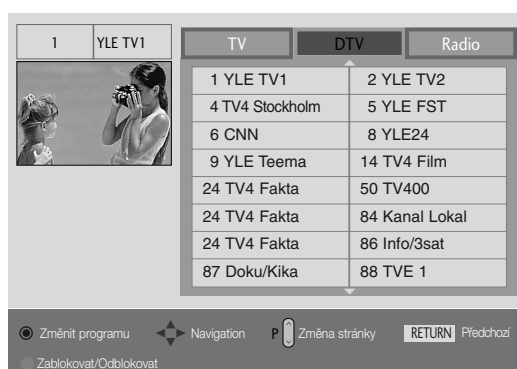 1 YLE TV1
TV DTV Radio
1 YLE TV1 2 YLE TV2
4 TV4 Stockholm 5 YLE FST
6 CNN 8 YLE24
9 YLE Teema 14 TV4 Film
24 TV4 Fakta 50 TV400
24 TV4 Fakta 84 Kanal Lokal
24 TV4 Fakta 86 Info/3sat
87 Doku/Kika 88 TVE 1
Změnit programu Navigation P Změna stránky RETURN Předchozí
Zablokovat/Odblokovat